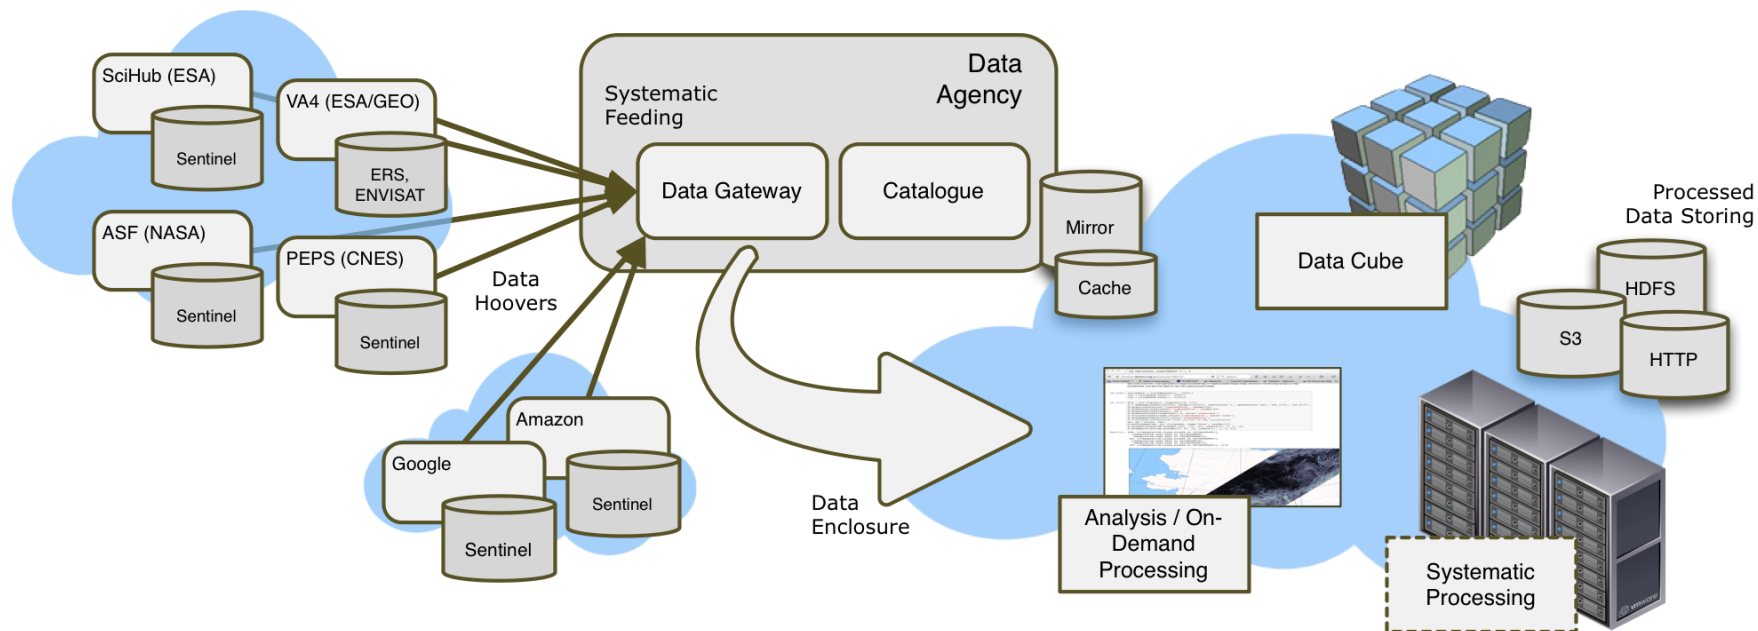 SciHub (ESA)
Sentinel
VA4 (ESA/GEO)
ERS,
ENVISAT
ASF (NASA)
Sentinel
PEPS (CNES)
Sentinel
Data
Hoovers
Amazon
Sentinel
Google
Sentinel
Data
Agency
Systematic
Feeding
Data Gateway
Catalogue
Mirror
Cache
Data
Enclosure
Data Cube
Processed
Data Storing
HDFS
S3
HTTP
Analysis / On-
Demand
Processing
Systematic
Processing
vmware